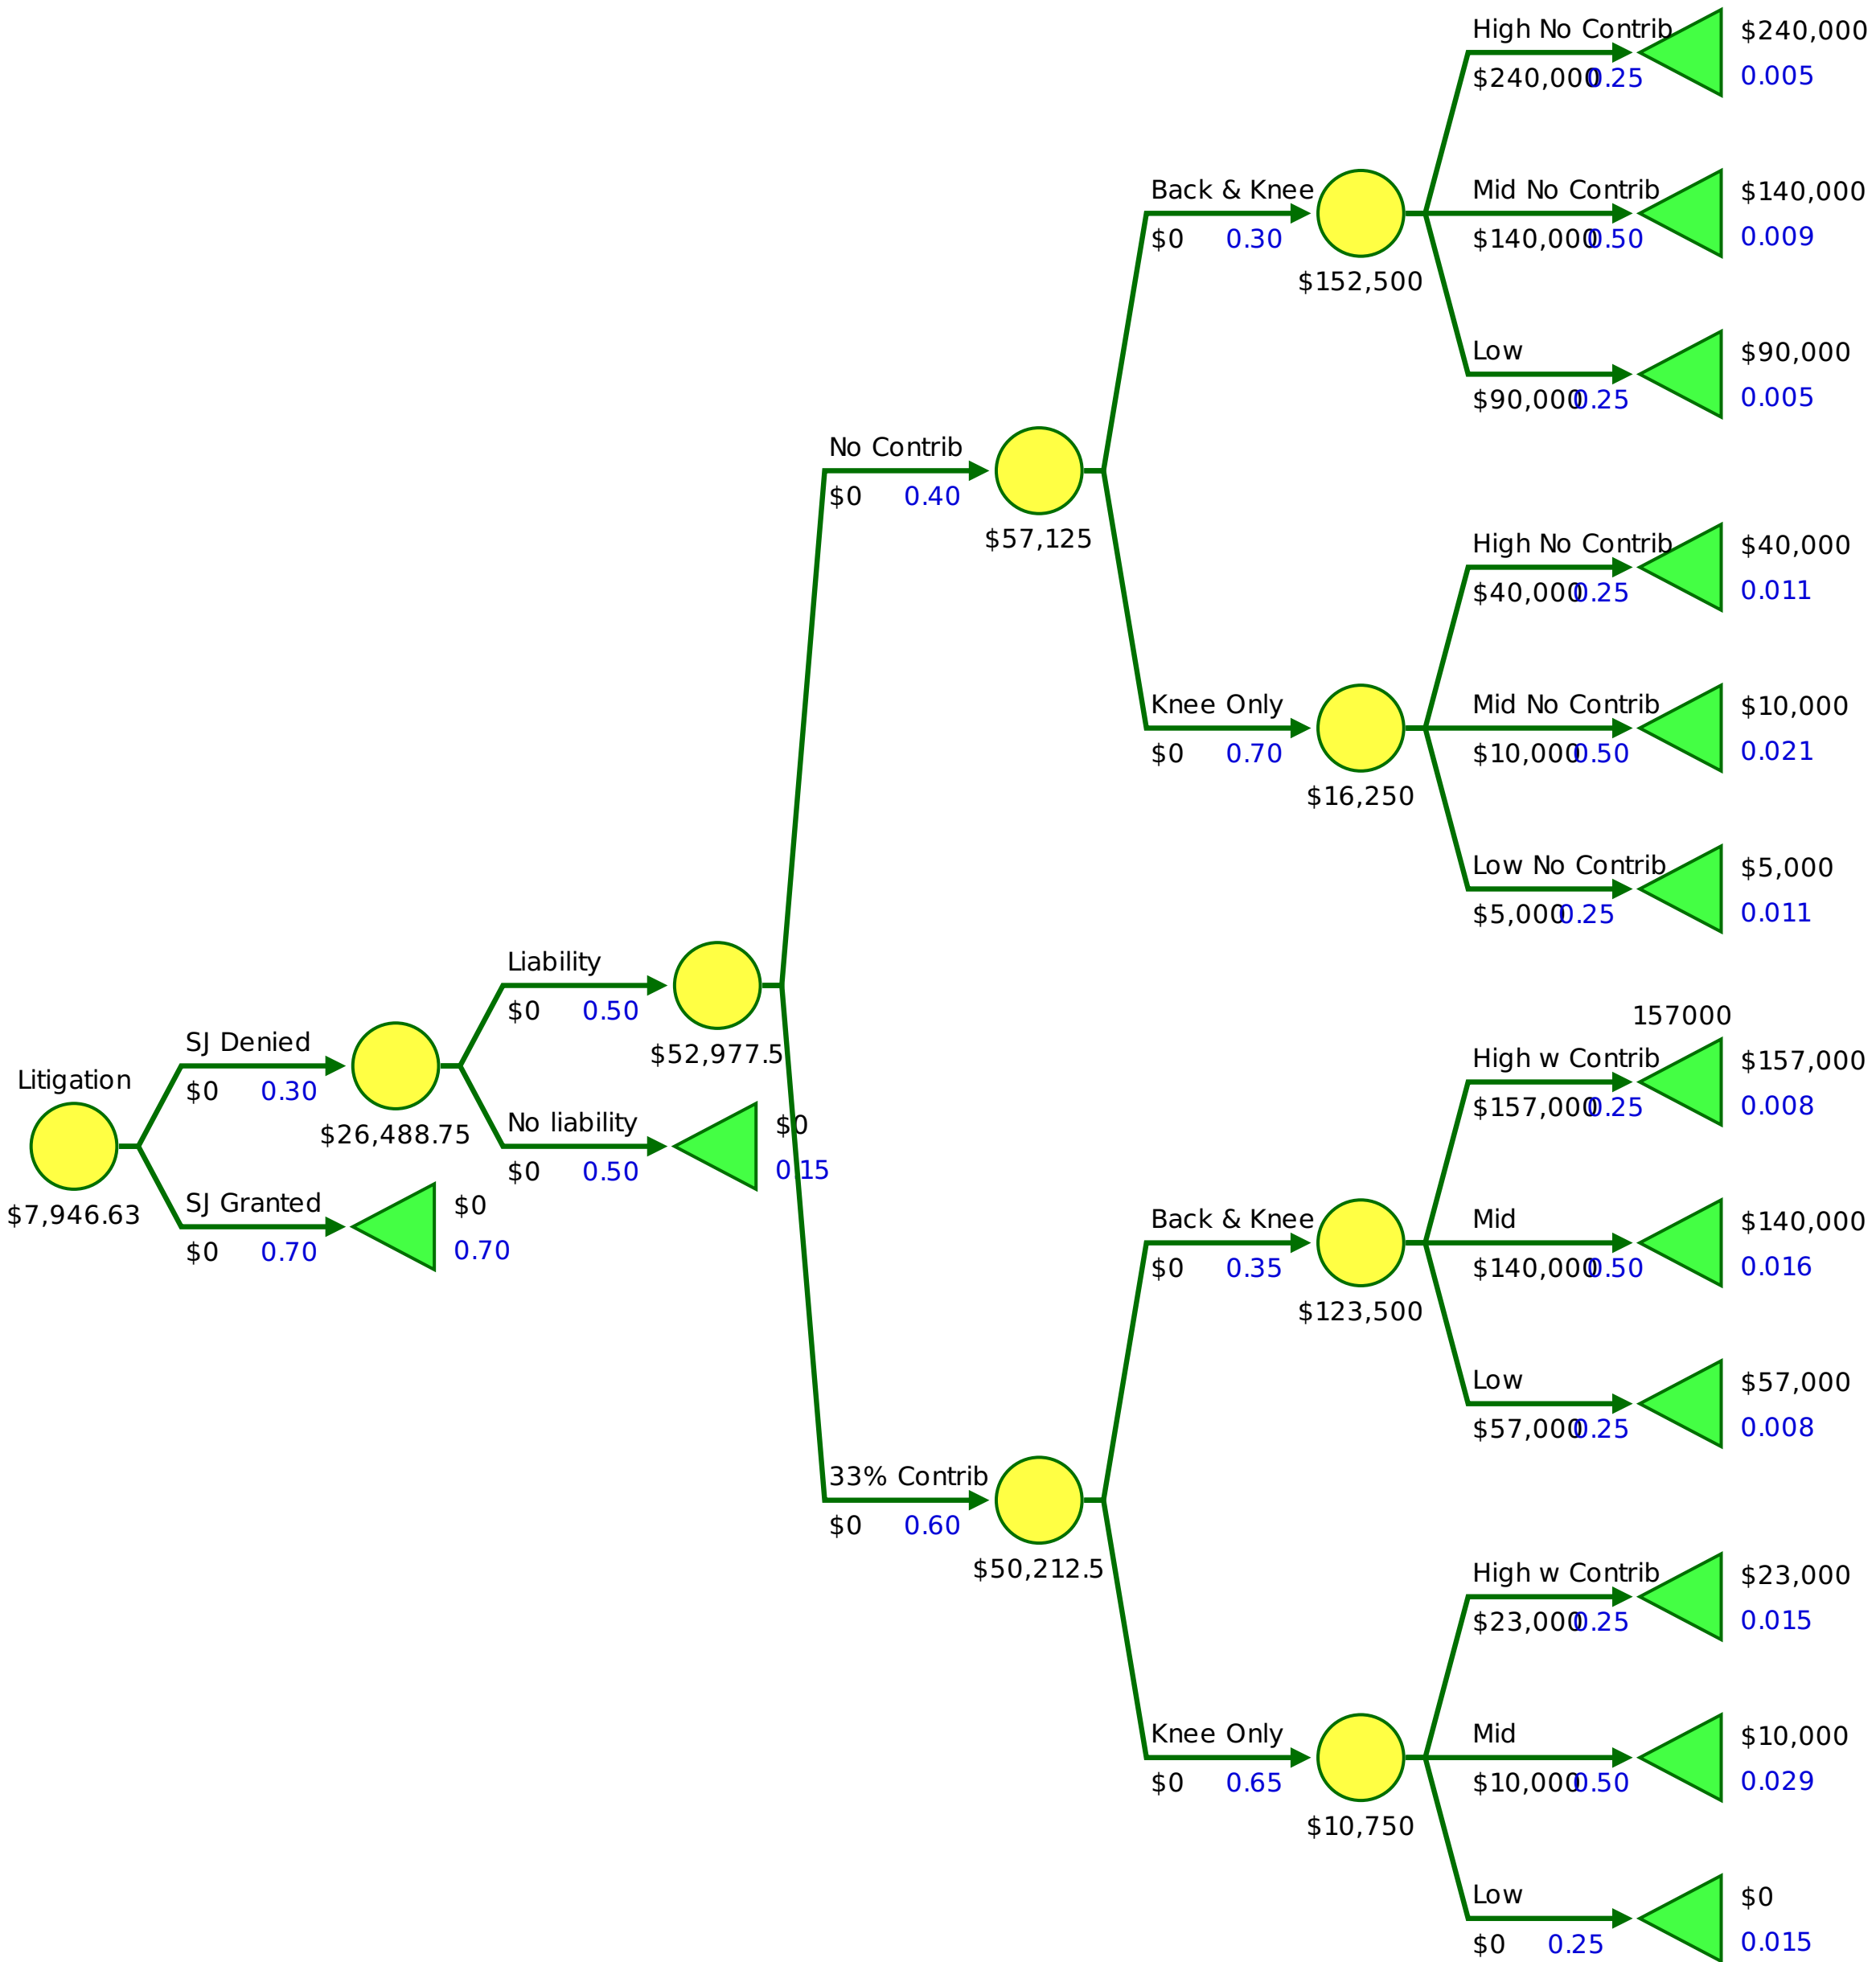 High No Contrib
$240,000 0.25
$240,000
0.005
Back & Knee
$0 0.30
$152,500
Mid No Contrib
$140,000 0.50
$140,000
0.009
Low
$90,000 0.25
$90,000
0.005
No Contrib
$0 0.40
$57,125
High No Contrib
$40,000 0.25
$40,000
0.011
Knee Only
$0 0.70
$16,250
Mid No Contrib
$10,000 0.50
$10,000
0.021
Low No Contrib
$5,000 0.25
$5,000
0.011
Litigation
$7,946.63
SJ Denied
$0 0.30
$26,488.75
SJ Granted
$0 0.70
$0
0.70
Liability
$0 0.50
$52,977.5
No liability
$0 0.50
$0
0.15
157000
High w Contrib
$157,000 0.25
$157,000
0.008
Back & Knee
$0 0.35
$123,500
Mid
$140,000 0.50
$140,000
0.016
Low
$57,000 0.25
$57,000
0.008
33% Contrib
$0 0.60
$50,212.5
High w Contrib
$23,000 0.25
$23,000
0.015
Knee Only
$0 0.65
$10,750
Mid
$10,000 0.50
$10,000
0.029
Low
$0 0.25
$0
0.015